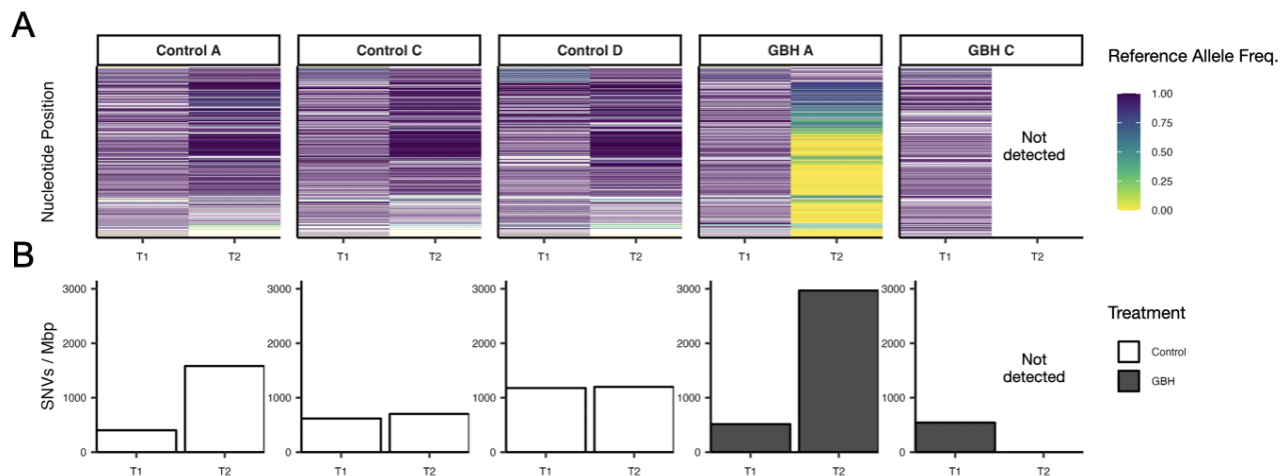 A
Control A
Control C
Control D
GBH A
GBH C
Reference Allele Freq.
Nucleotide Position
Not
detected
1.00
0.75
0.50
0.25
0.00
T1
T2
T1
T2
T1
T2
T1
T2
T1
T2
B
SNVs / Mbp
3000
2000
1000
0
T1
T2
3000
2000
1000
0
T1
T2
3000
2000
1000
0
T1
T2
3000
2000
1000
0
T1
T2
3000
2000
1000
0
Not
detected
T1
T2
Treatment
Control
GBH